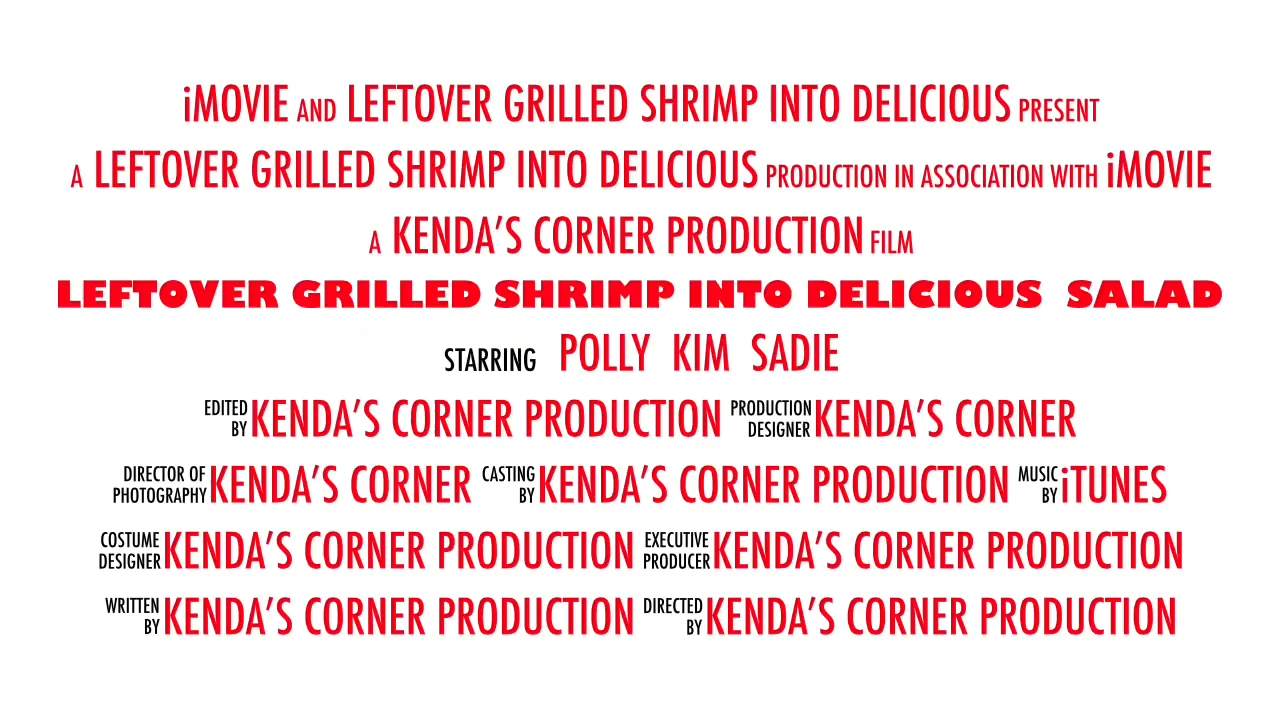 iMOVIE AND LEFTOVER GRILLED SHRIMP INTO DELICIOUS PRESENT
A LEFTOVER GRILLED SHRIMP INTO DELICIOUS PRODUCTION IN ASSOCIATION WITH iMOVIE
A KENDA'S CORNER PRODUCTION FILM
LEFTOVER GRILLED SHRIMP INTO DELICIOUS SALAD
STARRING POLLY KIM SADIE
EDITED BY KENDA'S CORNER PRODUCTION PRODUCTION DESIGNER KENDA'S CORNER
DIRECTOR OF PHOTOGRAPHY KENDA'S CORNER CASTING BY KENDA'S CORNER PRODUCTION MUSIC BY iTUNES
COSTUME DESIGNER KENDA'S CORNER PRODUCTION EXECUTIVE PRODUCER KENDA'S CORNER PRODUCTION
WRITTEN BY KENDA'S CORNER PRODUCTION DIRECTED BY KENDA'S CORNER PRODUCTION